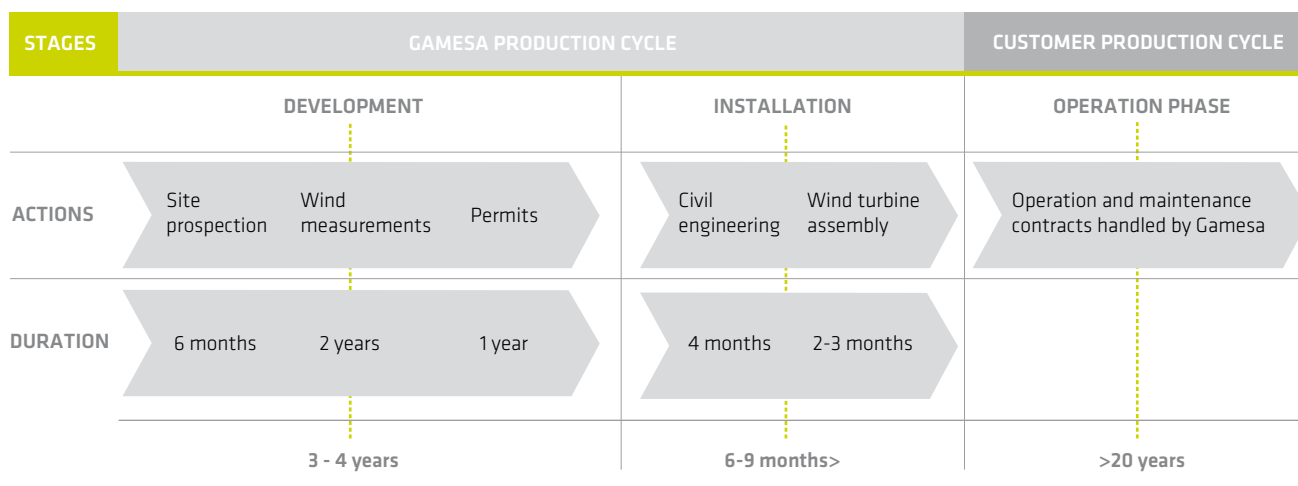 STAGES
GAMESA PRODUCTION CYCLE
CUSTOMER PRODUCTION CYCLE
DEVELOPMENT
INSTALLATION
OPERATION PHASE
ACTIONS
Site
prospection
Wind
measurements
Permits
Civil
engineering
Wind turbine
assembly
Operation and maintenance
contracts handled by Gamesa
DURATION
6 months
2 years
1 year
4 months
2-3 months
3 - 4 years
6-9 months>
>20 years